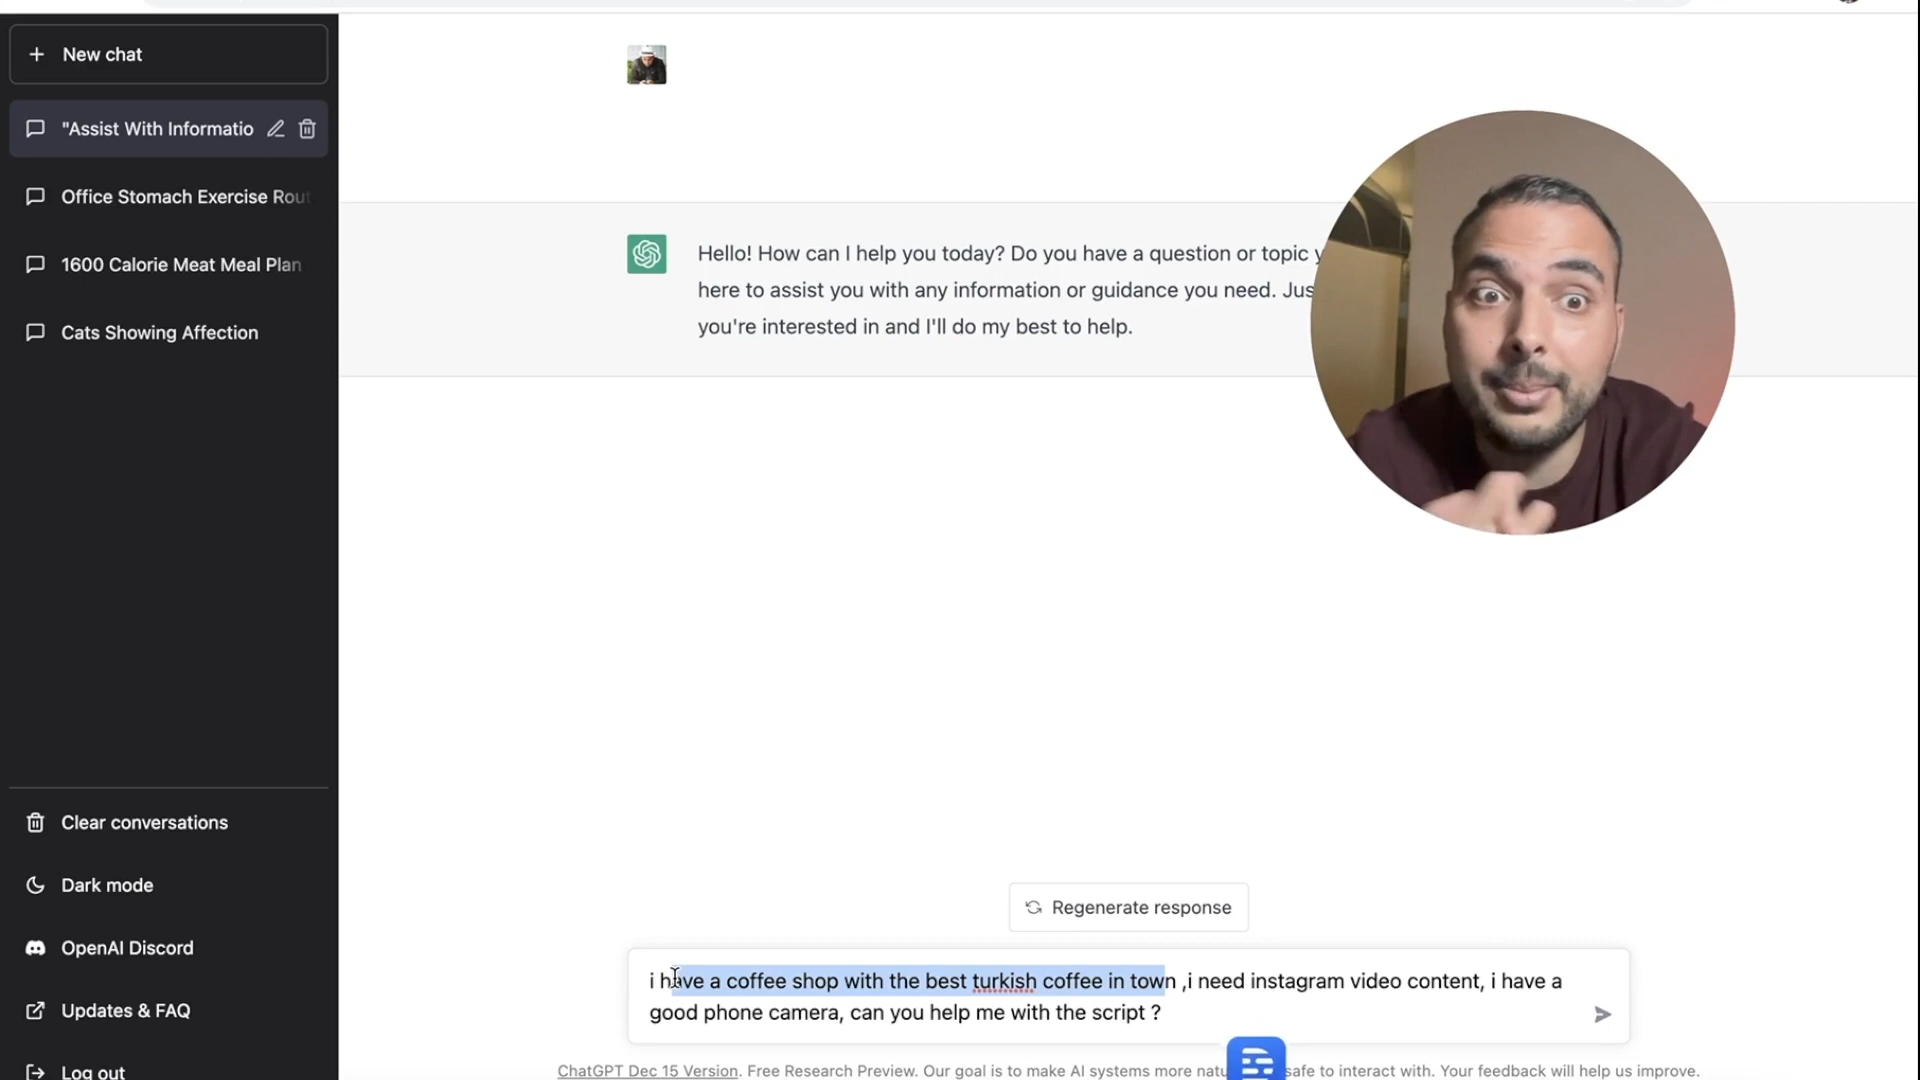 New chat
"Assist With Informatio
Office Stomach Exercise Rout
1600 Calorie Meat Meal Plan
Cats Showing Affection
Clear conversations
Dark mode
OpenAI Discord
Updates & FAQ
Log out
Hello! How can I help you today? Do you have a question or topic
here to assist you with any information or guidance you need. Jus
you're interested in and I'll do my best to help.
Regenerate response
i have a coffee shop with the best turkish coffee in town ,i need instagram video content, i have a
good phone camera, can you help me with the script ?
ChatGPT Dec 15 Version. Free Research Preview. Our goal is to make AI systems more natu safe to interact with. Your feedback will help us improve.